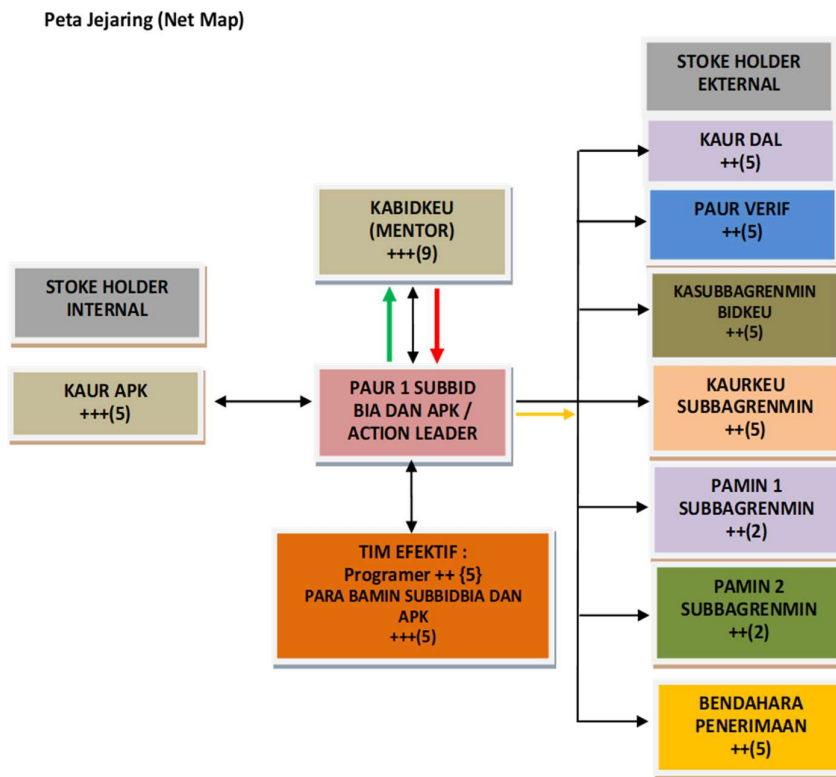 Peta Jejaring (Net Map)
STOKE HOLDER
EKTERNAL
KAUR DAL
++(5)
KABIDKEU
(MENTOR)
+++(9)
PAUR VERIF
++(5)
STOKE HOLDER
INTERNAL
KASUBBAGRENMIN
BIDKEU
++(5)
KAUR APK
+++(5)
PAUR 1 SUBBID
BIA DAN APK /
ACTION LEADER
KAURKEU
SUBBAGRENMIN
++(5)
PAMIN 1
SUBBAGRENMIN
++(2)
TIM EFEKTIF :
Programer ++ {5}
PARA BAMIN SUBBIDBIA DAN
APK
+++(5)
PAMIN 2
SUBBAGRENMIN
++(2)
BENDAHARA
PENERIMAAN
++(5)